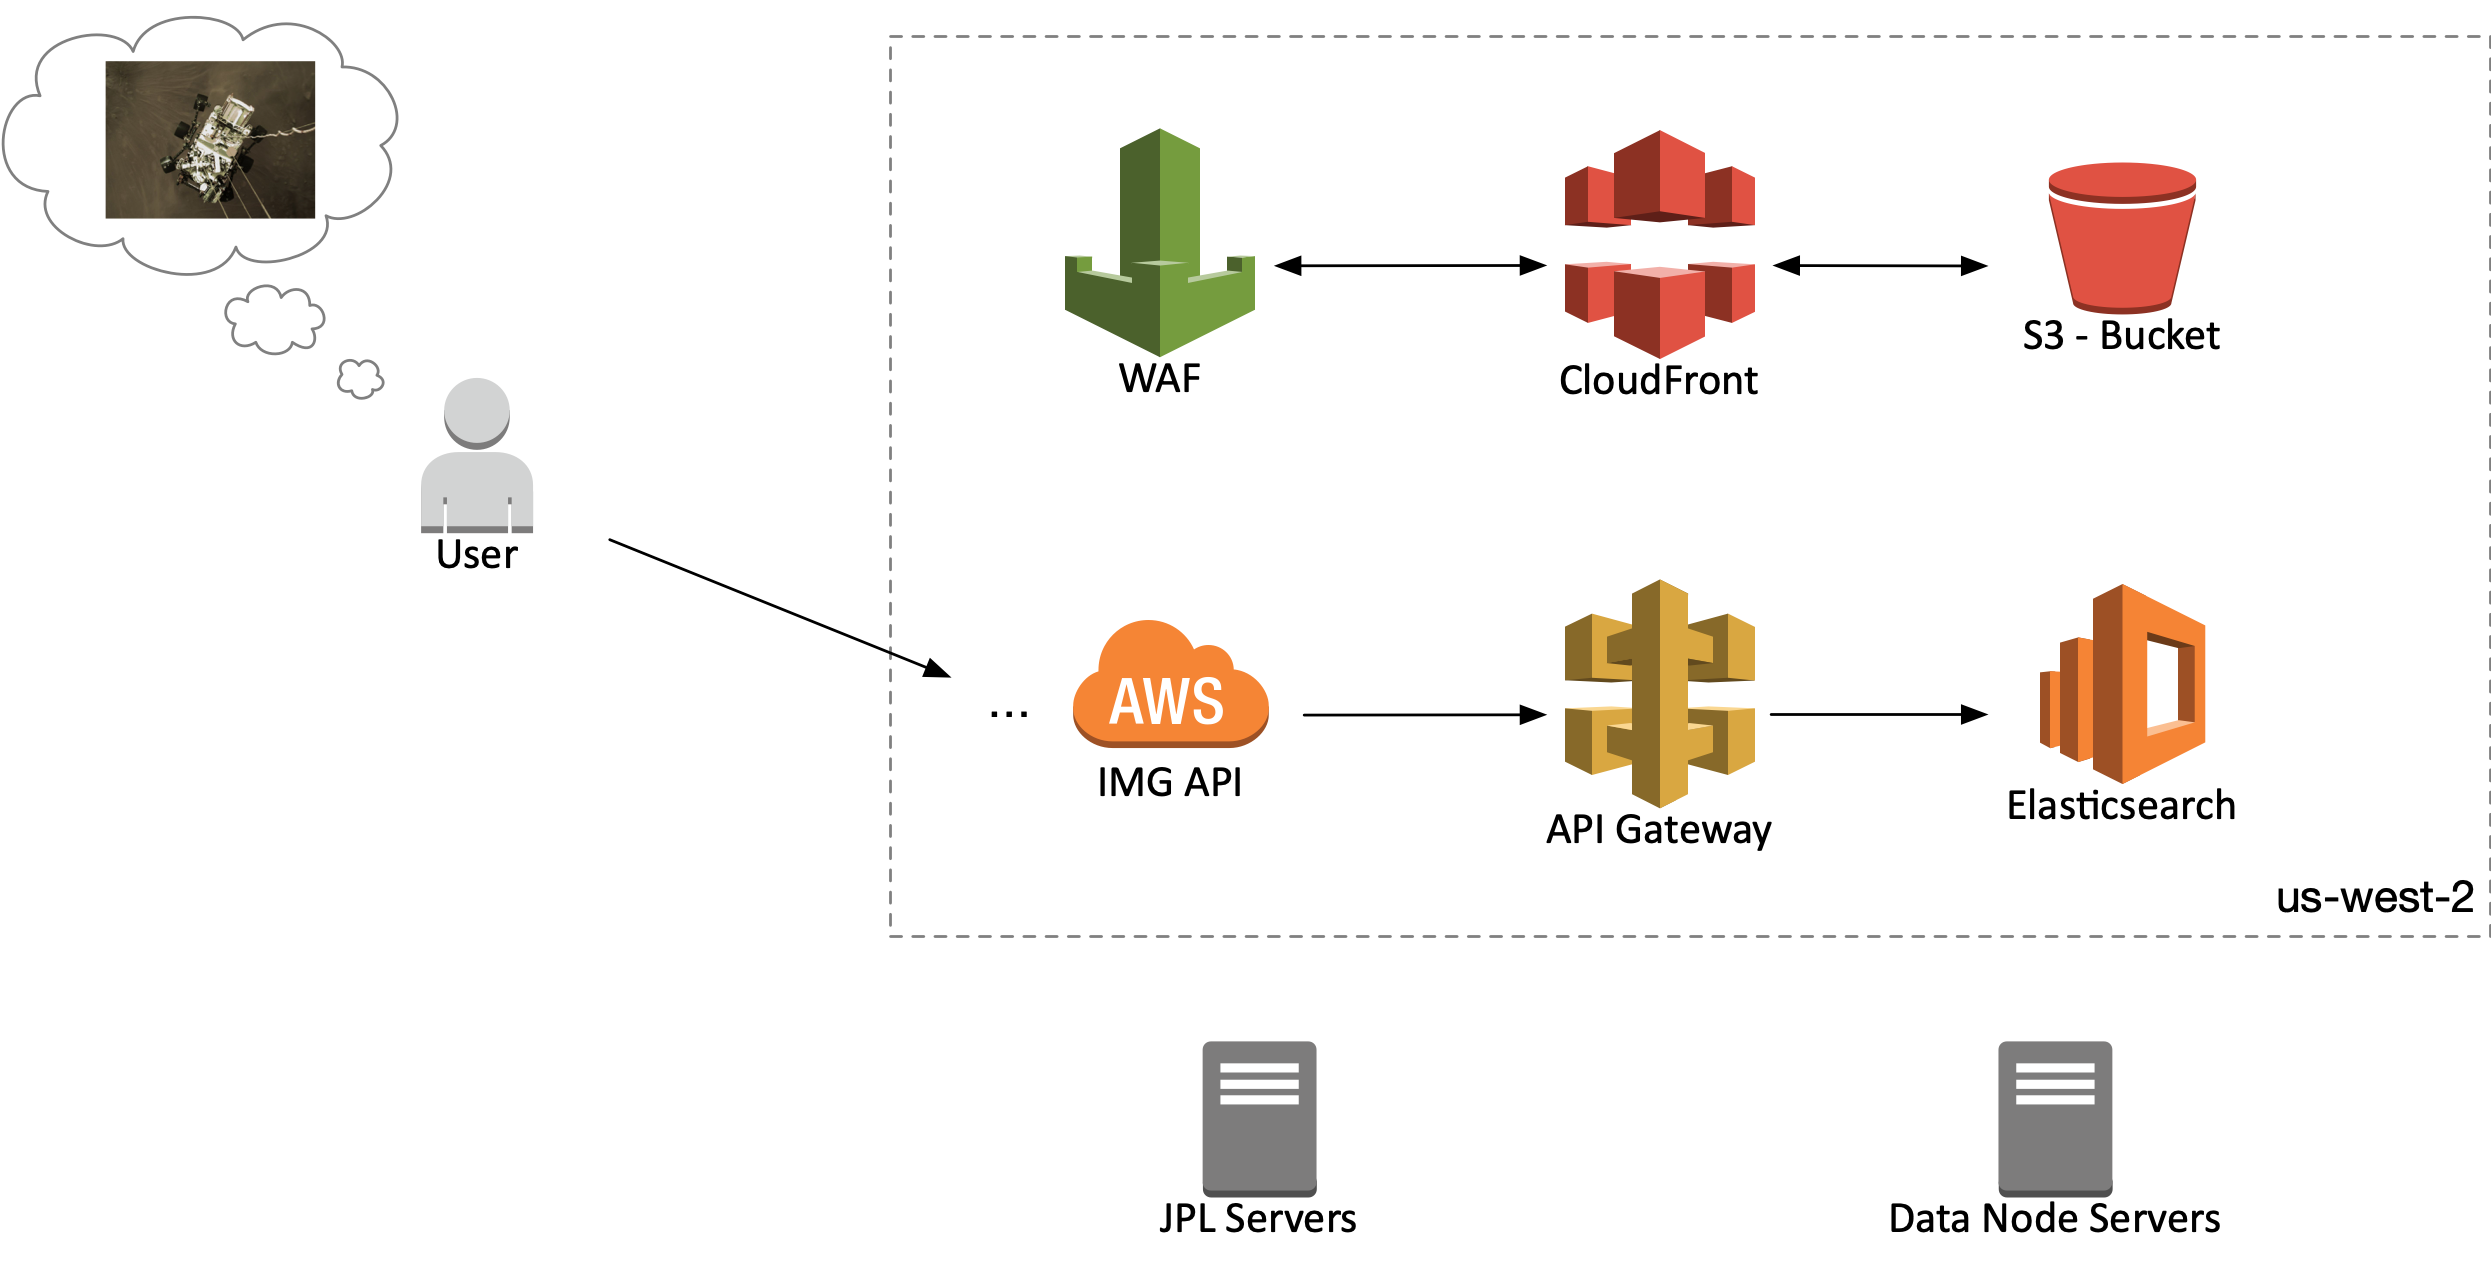 WAF
CloudFront
S3 - Bucket
User
...
AWS
IMG API
API Gateway
Elasticsearch
us-west-2
JPL Servers
Data Node Servers